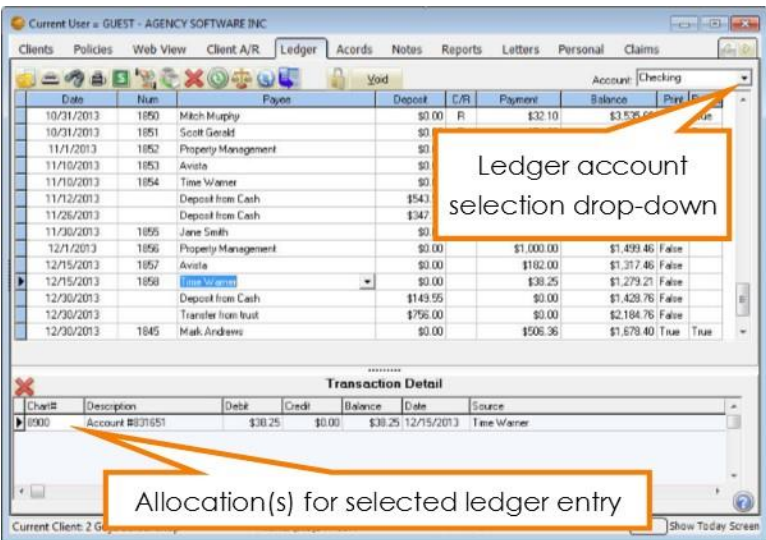 Current User = GUEST - AGENCY SOFTWARE INC
Clients Policies Web View Client A/R Ledger Acords Notes Reports Letters Personal Claims
Void Account: Checking
Date Num Payee Deposit C/R Payment Balance Print
10/31/2013 1850 Mitch Murphy $0.00 R $32.10
10/31/2013 1851 Scott Gerald
11/1/2013 1852 Property Management
11/10/2013 1853 Avista
11/10/2013 1854 Time Warner
11/12/2013 Deposit from Cash $543.
11/26/2013 Deposit from Cash $347.
11/30/2013 1855 Jane Smith
12/1/2013 1856 Property Management $0.00 $1,000.00 $1,499.46 False
12/15/2013 1857 Avista $0.00 $182.00 $1,317.46 False
12/15/2013 1858 Time Warner $0.00 $38.25 $1,279.21 False
12/30/2013 Deposit from Cash $149.55 $0.00 $1,428.76 False
12/30/2013 Transfer from trust $756.00 $0.00 $2,184.76 False
12/30/2013 1845 Mark Andrews $0.00 $506.36 $1,678.40 True True
Ledger account
selection drop-down
Transaction Detail
Chart# Description Debit Credit Balance Date Source
8900 Account #831651 $38.25 $0.00 $38.25 12/15/2013 Time Warner
Allocation(s) for selected ledger entry
Current Client: 2 Show Today Screen